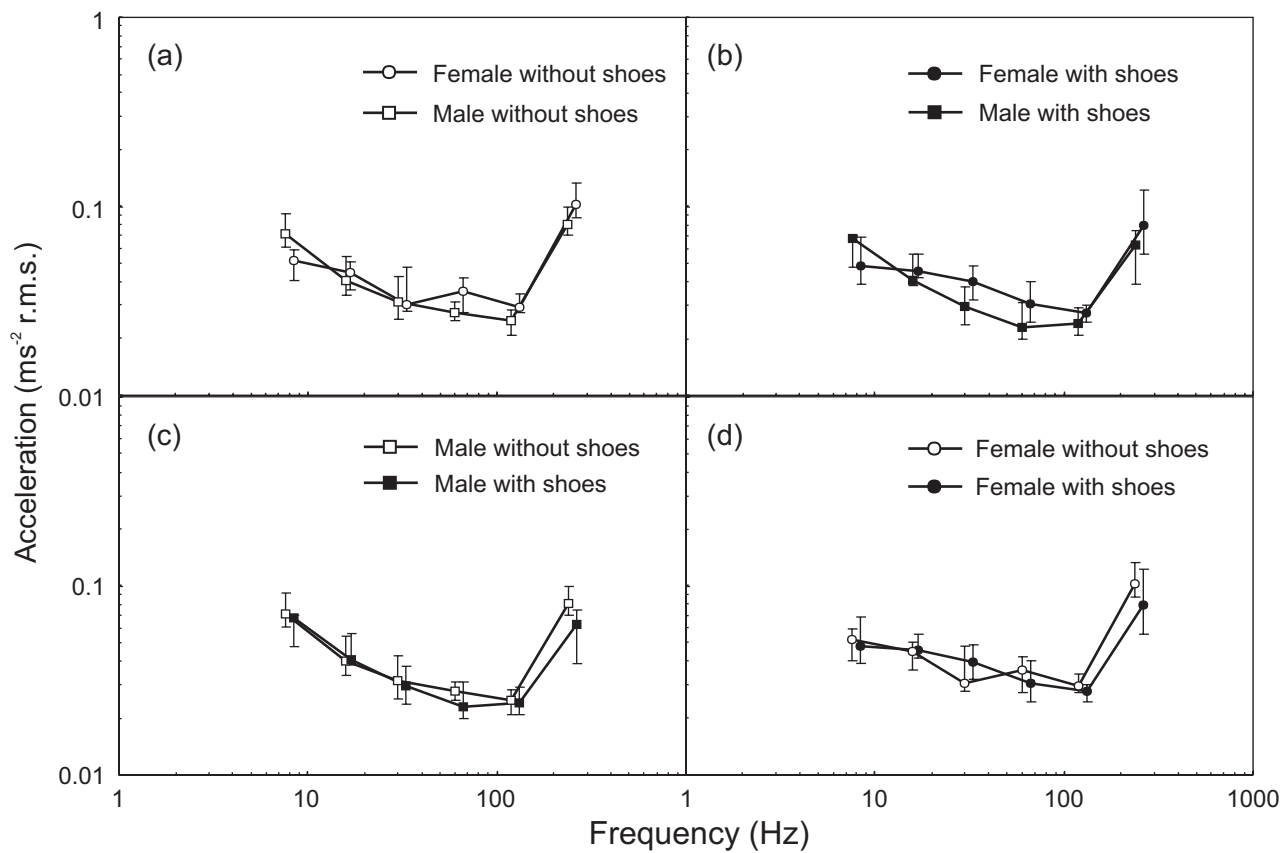 1
(a)
Female without shoes
Male without shoes
(b)
Female with shoes
Male with shoes
0.1
0.01
(c)
Male without shoes
Male with shoes
(d)
Female without shoes
Female with shoes
0.1
0.01
1 10 100 1 10 100 1000
Acceleration (ms⁻² r.m.s.)
Frequency (Hz)